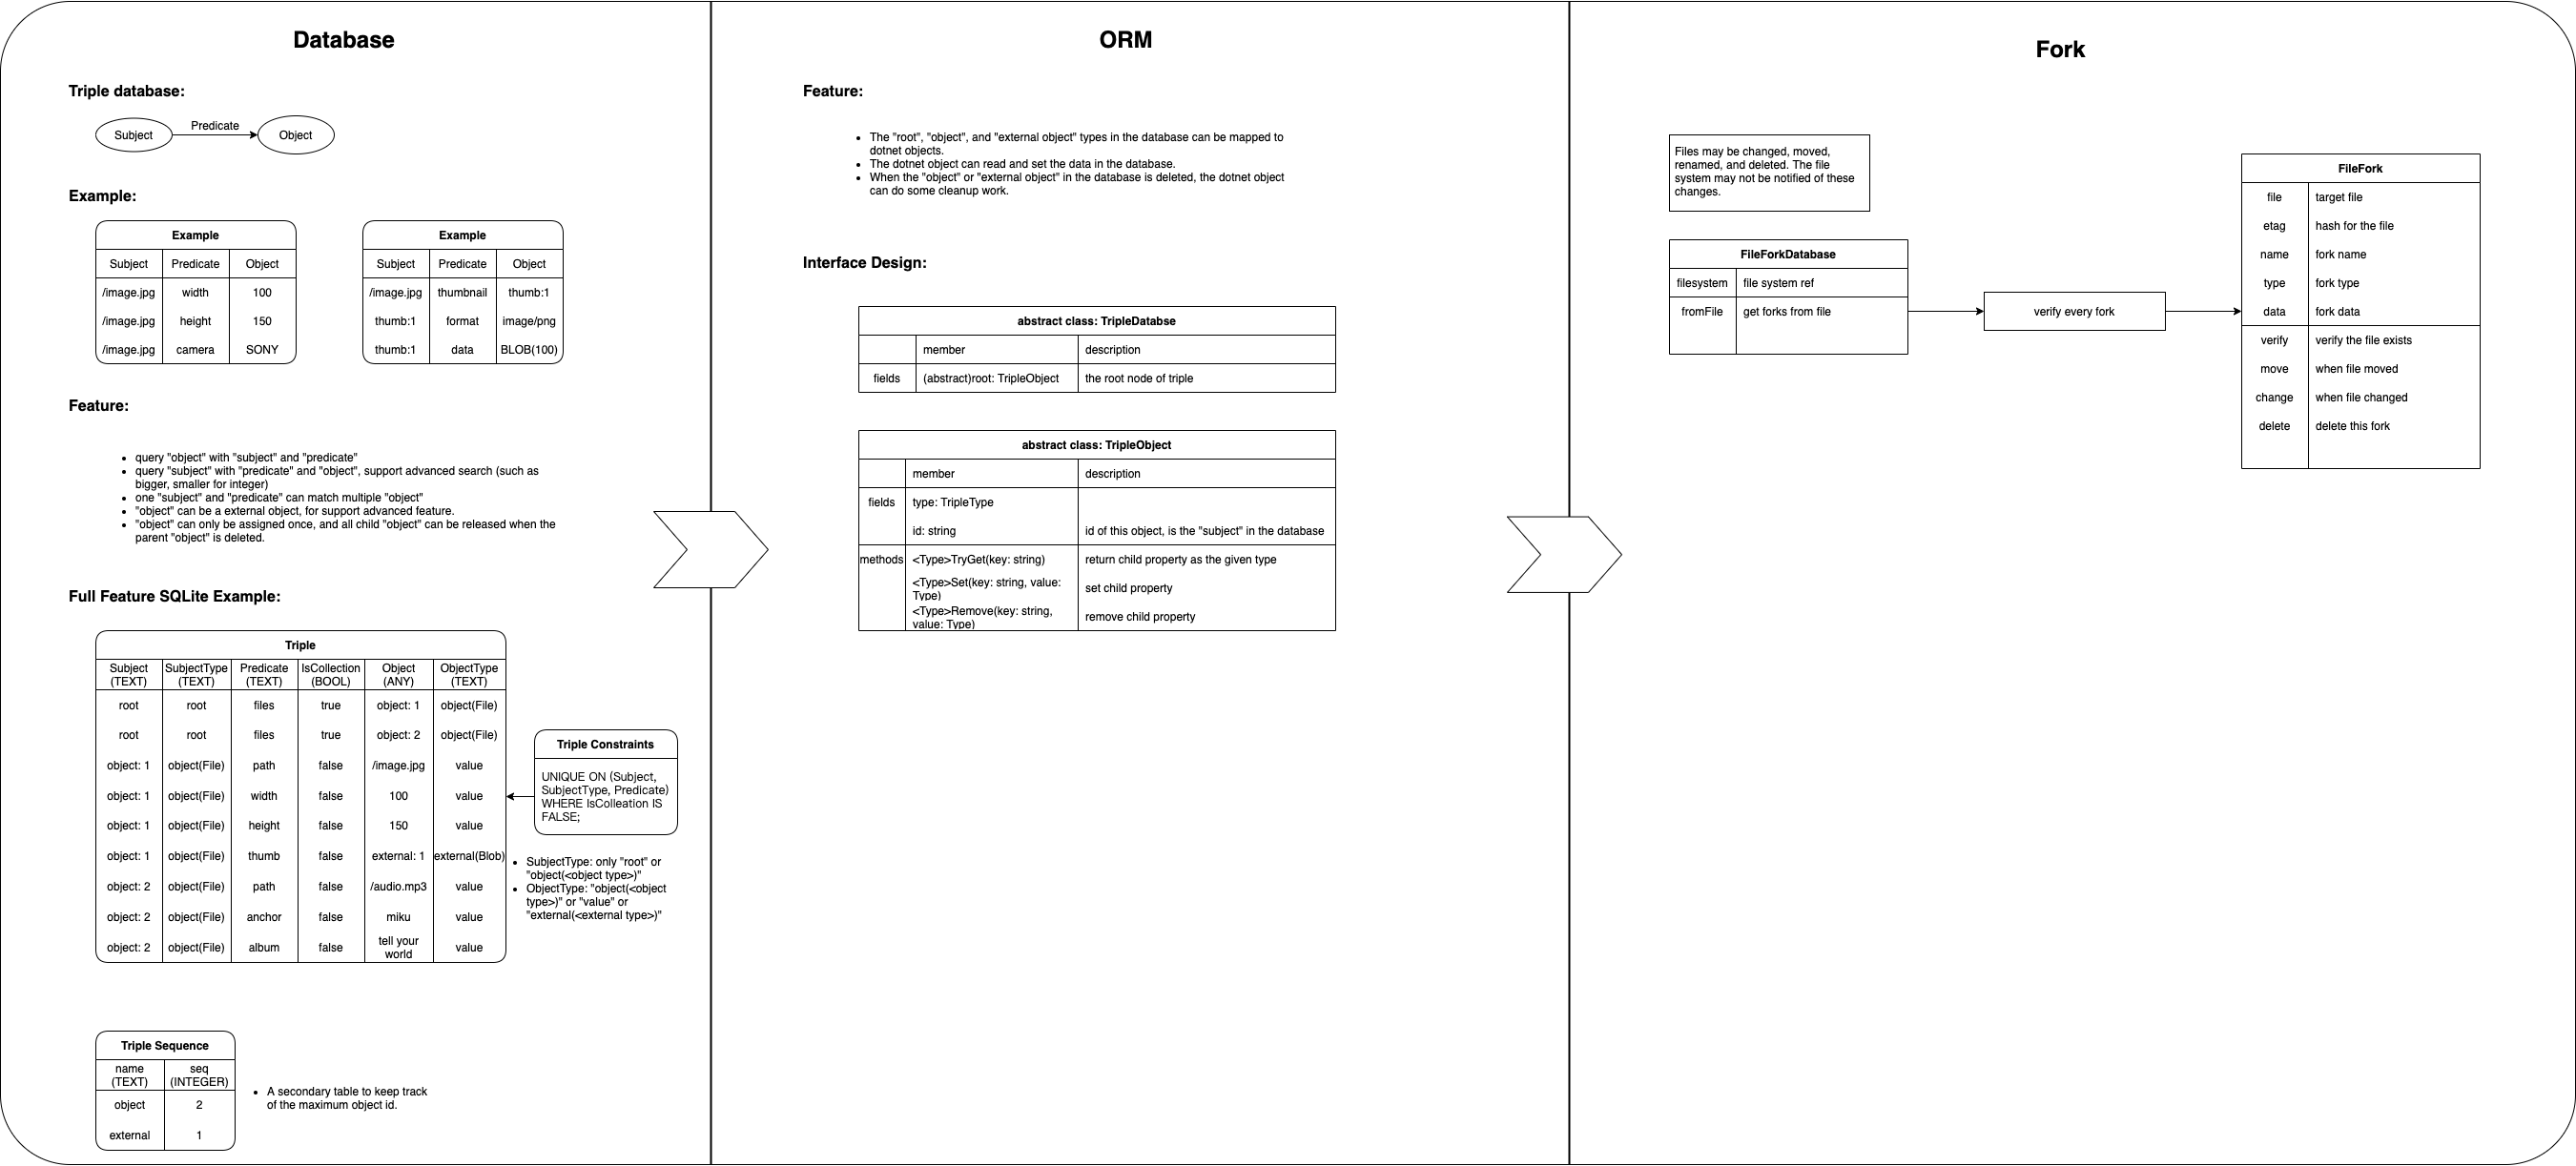 Database
Triple database:
Subject
Predicate
Object
Example:
Example
Subject Predicate Object
/image.jpg width 100
/image.jpg height 150
/image.jpg camera SONY
Example
Subject Predicate Object
/image.jpg thumbnail thumb:1
thumb:1 format image/png
thumb:1 data BLOB(100)
Feature:
• query "object" with "subject" and "predicate"
• query "subject" with "predicate" and "object", support advanced search (such as
bigger, smaller for integer)
• one "subject" and "predicate" can match multiple "object"
• "object" can be a external object, for support advanced feature.
• "object" can only be assigned once, and all child "object" can be released when the
parent "object" is deleted.
Full Feature SQLite Example:
Triple
Subject SubjectType Predicate IsCollection Object ObjectType
(TEXT) (TEXT) (TEXT) (BOOL) (ANY) (TEXT)
root root files true object: 1 object(File)
root root files true object: 2 object(File)
object: 1 object(File) path false /image.jpg value
object: 1 object(File) width false 100 value
object: 1 object(File) height false 150 value
object: 1 object(File) thumb false external: 1 external(Blob)
object: 2 object(File) path false /audio.mp3 value
object: 2 object(File) anchor false miku value
object: 2 object(File) album false tell your world value
Triple Constraints
UNIQUE ON (Subject,
SubjectType, Predicate)
WHERE IsColleation IS
FALSE;
• SubjectType: only "root" or
"object(<object type>)"
• ObjectType: "object(<object
type>)" or "value" or
"external(<external type>)"
Triple Sequence
name seq
(TEXT) (INTEGER)
object 2
external 1
• A secondary table to keep track
of the maximum object id.
ORM
Feature:
• The "root", "object", and "external object" types in the database can be mapped to
dotnet objects.
• The dotnet object can read and set the data in the database.
• When the "object" or "external object" in the database is deleted, the dotnet object
can do some cleanup work.
Interface Design:
abstract class: TripleDatabse
member description
fields (abstract)root: TripleObject the root node of triple
abstract class: TripleObject
member description
fields type: TripleType
id: string id of this object, is the "subject" in the database
methods <Type>TryGet(key: string) return child property as the given type
<Type>Set(key: string, value:
Type) set child property
<Type>Remove(key: string,
value: Type) remove child property
Fork
Files may be changed, moved,
renamed, and deleted. The file
system may not be notified of these
changes.
FileForkDatabase
filesystem file system ref
fromFile get forks from file
verify every fork
FileFork
file target file
etag hash for the file
name fork name
type fork type
data fork data
verify verify the file exists
move when file moved
change when file changed
delete delete this fork